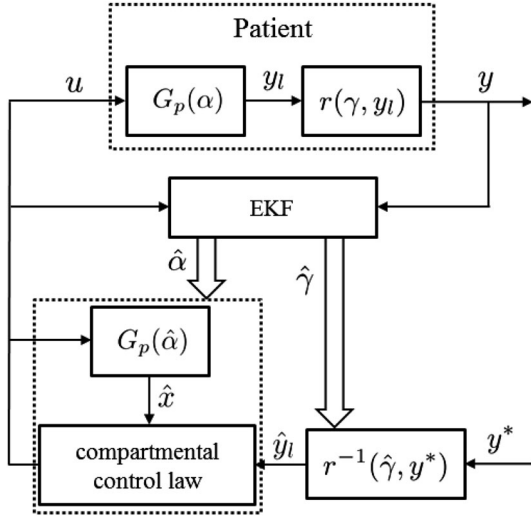 Patient
u
G_p(α)
y_l
r(γ, y_l)
y
EKF
α̂
γ̂
G_p(α̂)
x̂
compartmental
control law
ŷ_l
r^{-1}(γ̂, y*)
y*